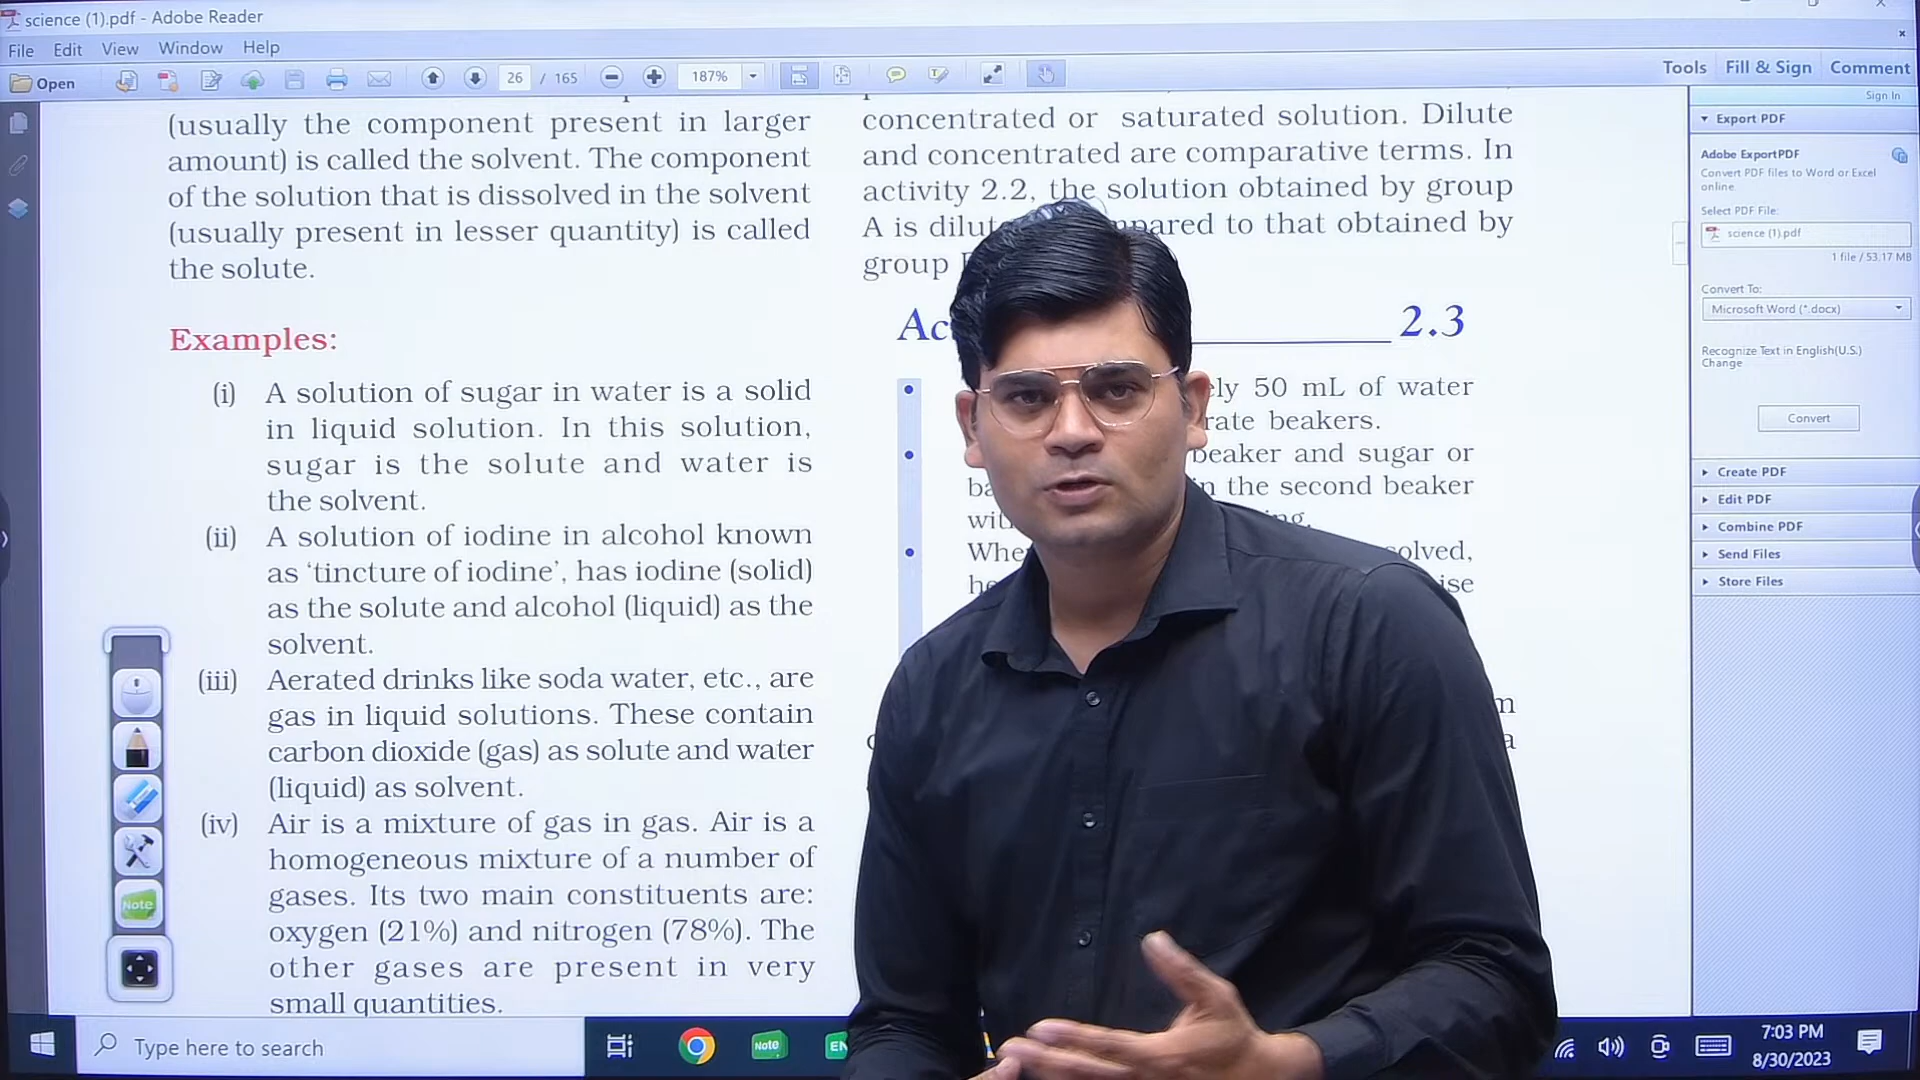 science (1).pdf - Adobe Reader
File Edit View Window Help
Open
26 / 165
187%
Tools Fill & Sign Comment
(usually the component present in larger
amount) is called the solvent. The component
of the solution that is dissolved in the solvent
(usually present in lesser quantity) is called
the solute.
Examples:
(i) A solution of sugar in water is a solid
in liquid solution. In this solution,
sugar is the solute and water is
the solvent.
(ii) A solution of iodine in alcohol known
as ‘tincture of iodine’, has iodine (solid)
as the solute and alcohol (liquid) as the
solvent.
(iii) Aerated drinks like soda water, etc., are
gas in liquid solutions. These contain
carbon dioxide (gas) as solute and water
(liquid) as solvent.
(iv) Air is a mixture of gas in gas. Air is a
homogeneous mixture of a number of
gases. Its two main constituents are:
oxygen (21%) and nitrogen (78%). The
other gases are present in very
small quantities.
concentrated or saturated solution. Dilute
and concentrated are comparative terms. In
activity 2.2, the solution obtained by group
A is to that obtained by
group
2.3
50 mL of water
beakers.
beaker and sugar or
in the second beaker
Sign In
Export PDF
Adobe ExportPDF
Convert PDF files to Word or Excel
online.
Select PDF File:
science (1).pdf
1 file / 53.17 MB
Convert To:
Microsoft Word (*.docx)
Recognize Text in English(U.S.)
Change
Convert
Create PDF
Edit PDF
Combine PDF
Send Files
Store Files
Note
Type here to search
Note
EN
7:03 PM
8/30/2023